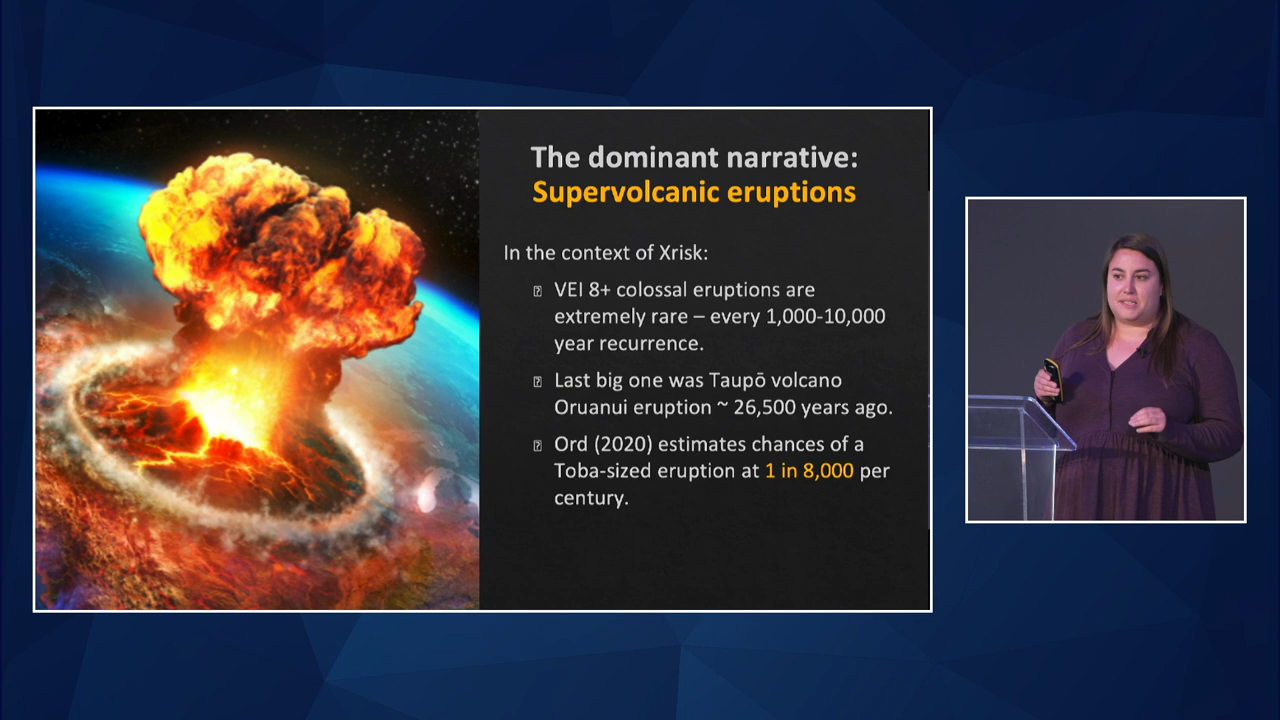 The dominant narrative:
Supervolcanic eruptions
In the context of Xrisk:
VEI 8+ colossal eruptions are
extremely rare – every 1,000-10,000
year recurrence.
Last big one was Taupō volcano
Oruanui eruption ~ 26,500 years ago.
Ord (2020) estimates chances of a
Toba-sized eruption at 1 in 8,000 per
century.